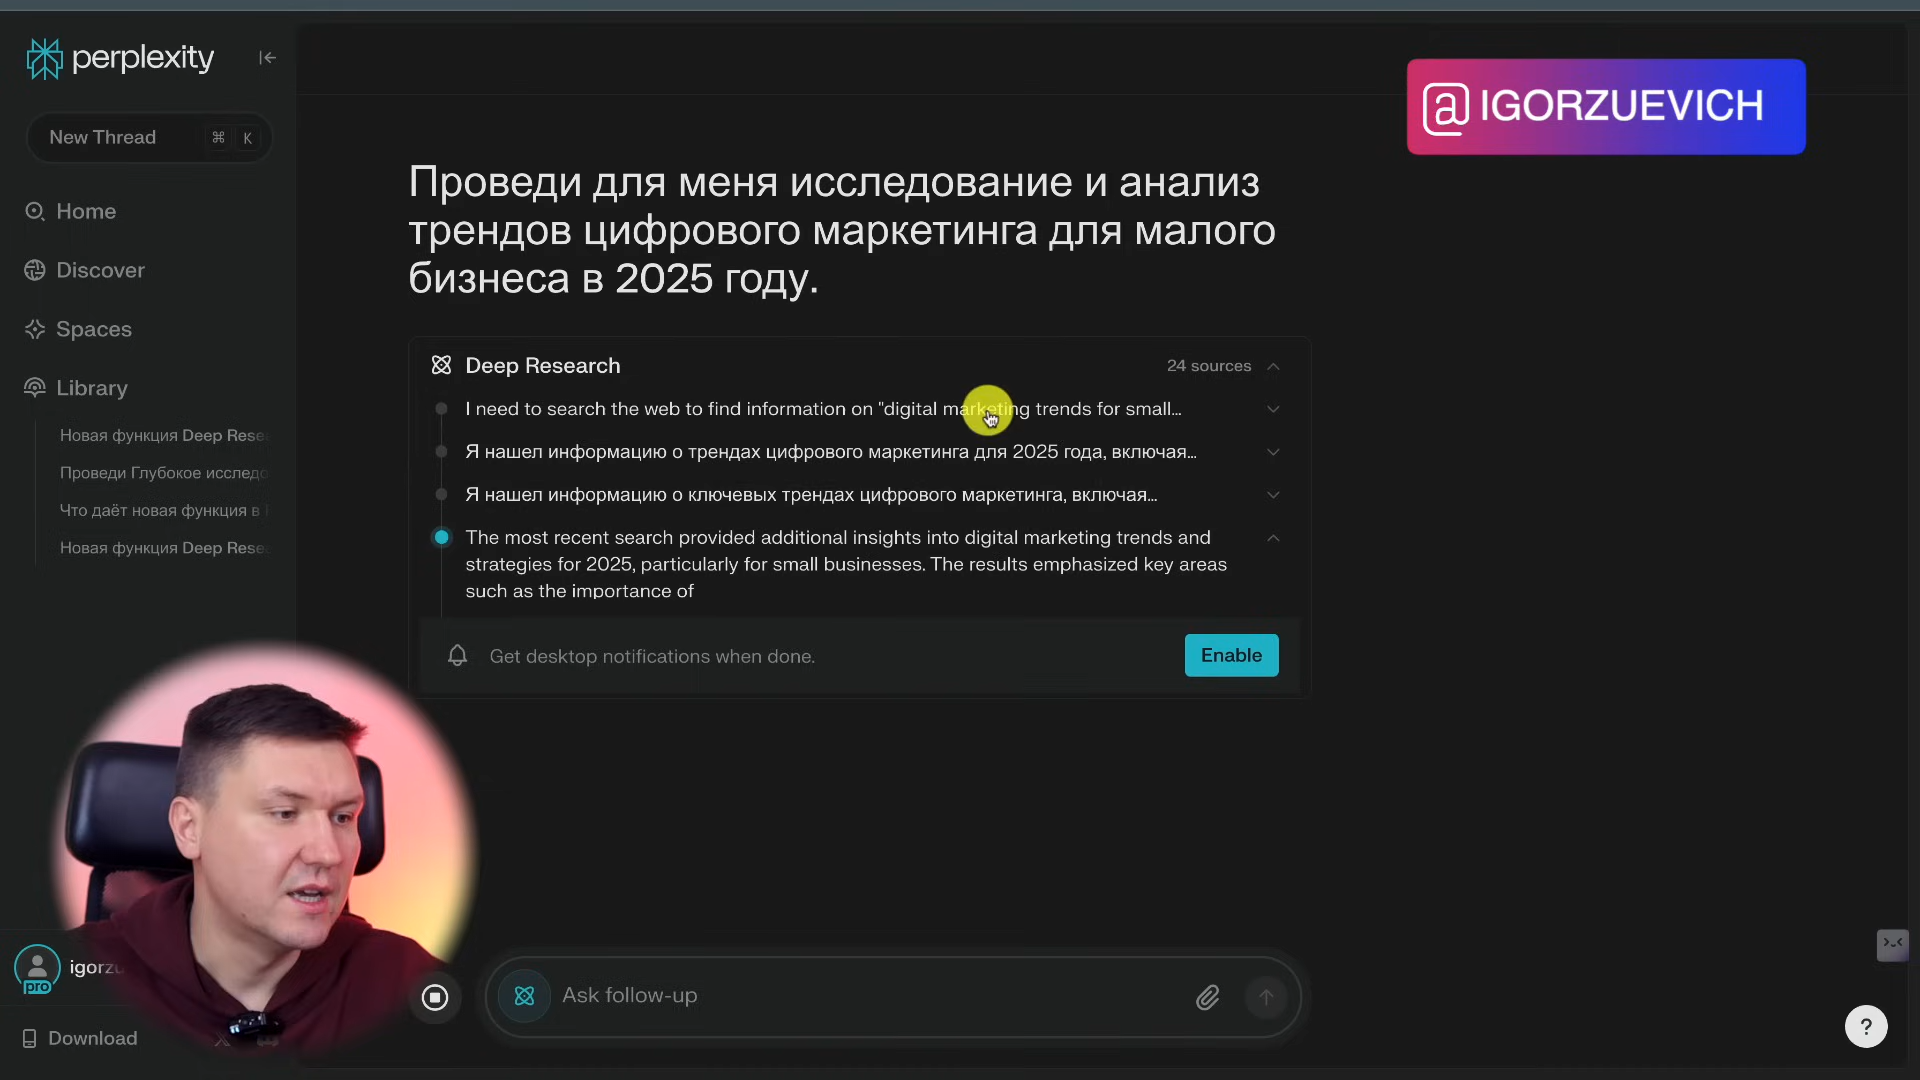 perplexity
@IGORZUEVICH
New Thread ⌘ K
Home
Discover
Spaces
Library
Новая функция Deep Rese
Проведи Глубокое исследо
Что даёт новая функция в
Новая функция Deep Rese
Проведи для меня исследование и анализ
трендов цифрового маркетинга для малого
бизнеса в 2025 году.
Deep Research
24 sources
I need to search the web to find information on "digital marketing trends for small...
Я нашел информацию о трендах цифрового маркетинга для 2025 года, включая...
Я нашел информацию о ключевых трендах цифрового маркетинга, включая...
The most recent search provided additional insights into digital marketing trends and
strategies for 2025, particularly for small businesses. The results emphasized key areas
such as the importance of
Get desktop notifications when done.
Enable
pro
igorzu
Ask follow-up
Download
?